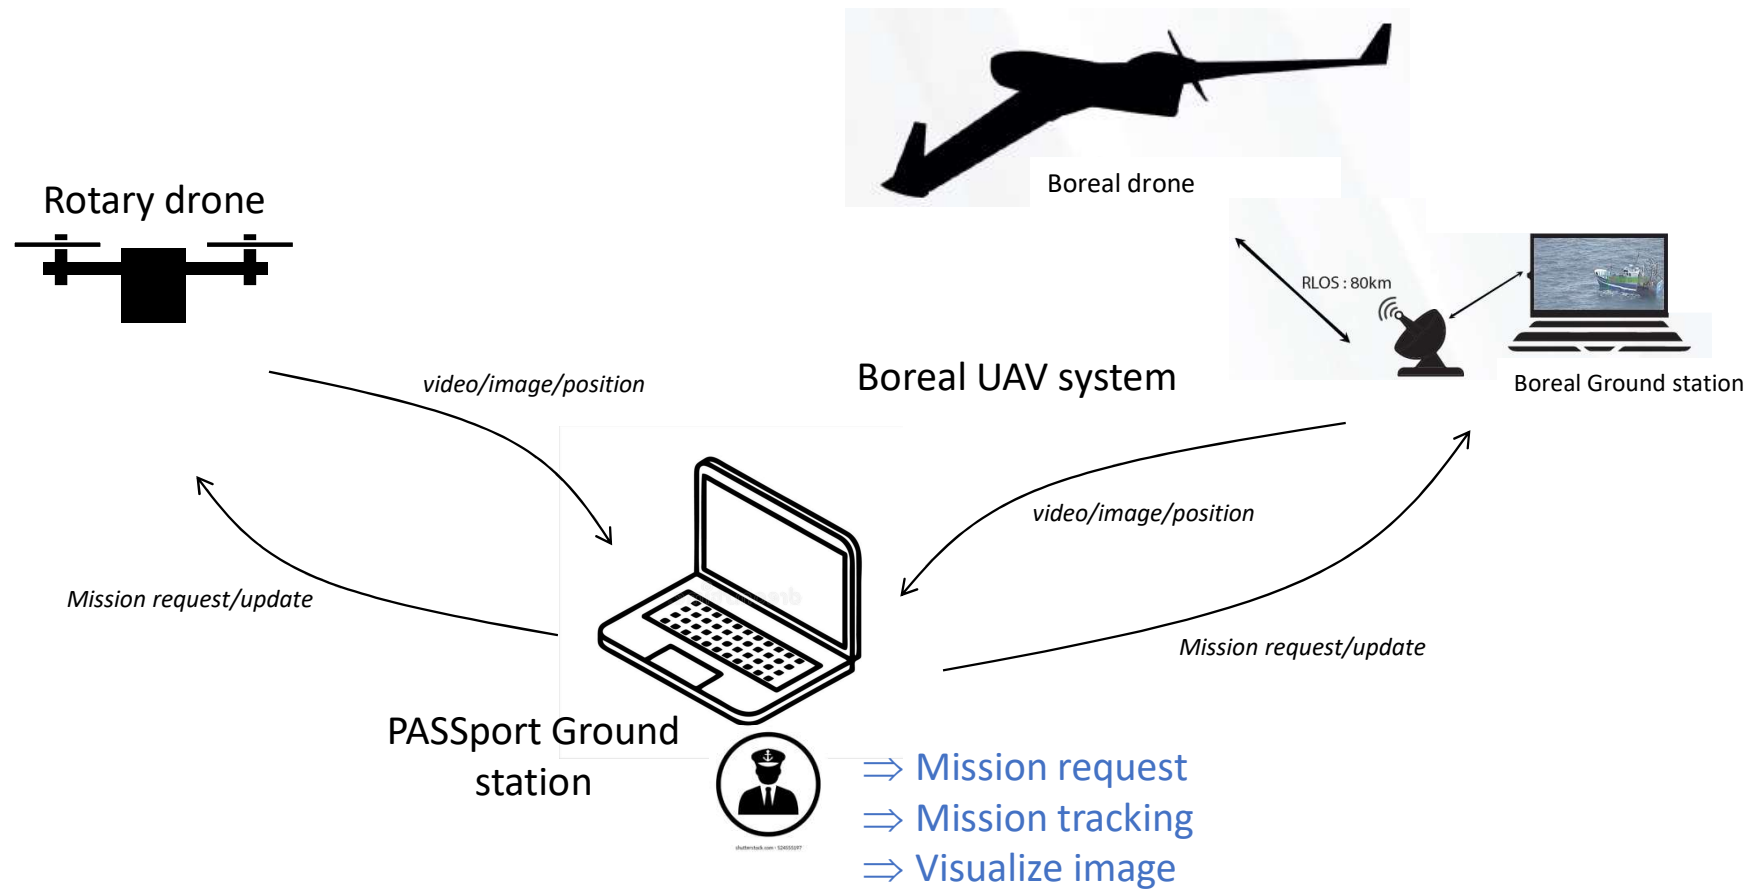 Boreal drone
Rotary drone
RLOS : 80km
video/image/position
Boreal UAV system
Boreal Ground station
video/image/position
Mission request/update
Mission request/update
PASSport Ground
station
⇒ Mission request
⇒ Mission tracking
⇒ Visualize image